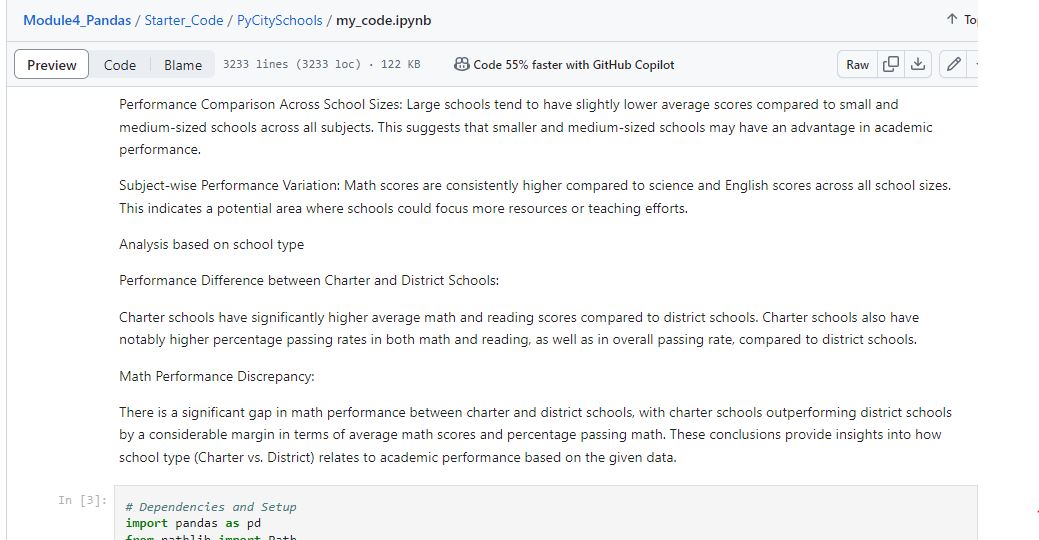 Module4_Pandas / Starter_Code / PyCitySchools / my_code.ipynb
Preview Code Blame 3233 lines (3233 loc) · 122 KB Code 55% faster with GitHub Copilot Raw
Performance Comparison Across School Sizes: Large schools tend to have slightly lower average scores compared to small and
medium-sized schools across all subjects. This suggests that smaller and medium-sized schools may have an advantage in academic
performance.
Subject-wise Performance Variation: Math scores are consistently higher compared to science and English scores across all school sizes.
This indicates a potential area where schools could focus more resources or teaching efforts.
Analysis based on school type
Performance Difference between Charter and District Schools:
Charter schools have significantly higher average math and reading scores compared to district schools. Charter schools also have
notably higher percentage passing rates in both math and reading, as well as in overall passing rate, compared to district schools.
Math Performance Discrepancy:
There is a significant gap in math performance between charter and district schools, with charter schools outperforming district schools
by a considerable margin in terms of average math scores and percentage passing math. These conclusions provide insights into how
school type (Charter vs. District) relates to academic performance based on the given data.
In [3]:
# Dependencies and Setup
import pandas as pd
from pathlib import Path